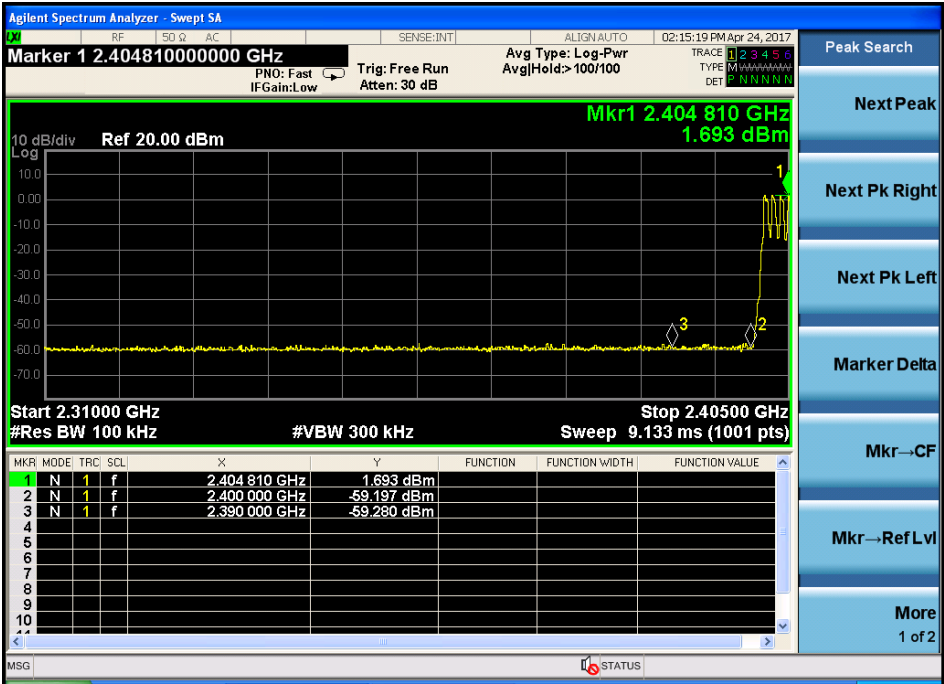 Agilent Spectrum Analyzer - Swept SA
LXI RF 50 Ω AC SENSE:INT ALIGN AUTO 02:15:19 PM Apr 24, 2017
Marker 1 2.404810000000 GHz
PNO: Fast
IFGain:Low
Trig: Free Run
Atten: 30 dB
Avg Type: Log-Pwr
Avg|Hold:>100/100
TRACE 1 2 3 4 5 6
TYPE M WWWWW
DET P N N N N N
Mkr1 2.404 810 GHz
1.693 dBm
10 dB/div Ref 20.00 dBm
Log
10.0
0.00
-10.0
-20.0
-30.0
-40.0
-50.0
-60.0
-70.0
1
3
2
Start 2.31000 GHz Stop 2.40500 GHz
#Res BW 100 kHz #VBW 300 kHz Sweep 9.133 ms (1001 pts)
MKR MODE TRC SCL X Y FUNCTION FUNCTION WIDTH FUNCTION VALUE
1 N 1 f 2.404 810 GHz 1.693 dBm
2 N 1 f 2.400 000 GHz -59.197 dBm
3 N 1 f 2.390 000 GHz -59.280 dBm
4
5
6
7
8
9
10
11
MSG STATUS
Peak Search
Next Peak
Next Pk Right
Next Pk Left
Marker Delta
Mkr→CF
Mkr→Ref Lvl
More
1 of 2